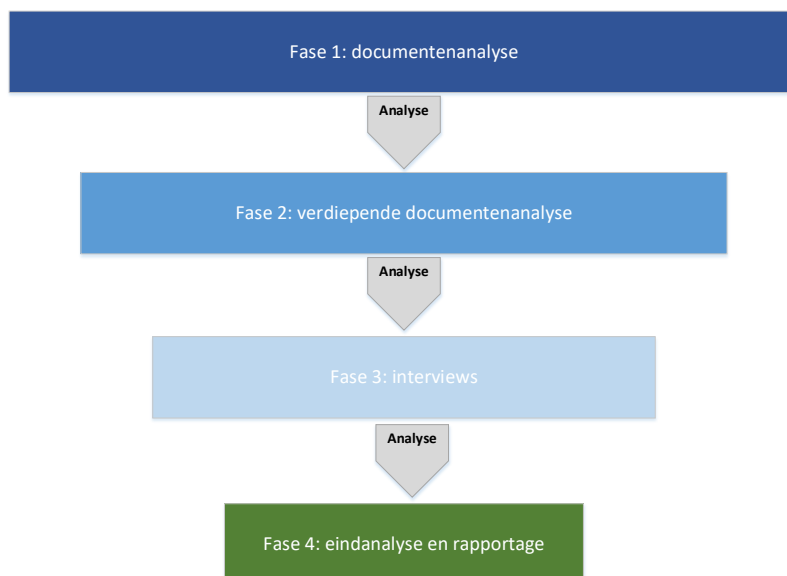 Fase 1: documentenanalyse
Analyse
Fase 2: verdiepende documentenanalyse
Analyse
Fase 3: interviews
Analyse
Fase 4: eindanalyse en rapportage